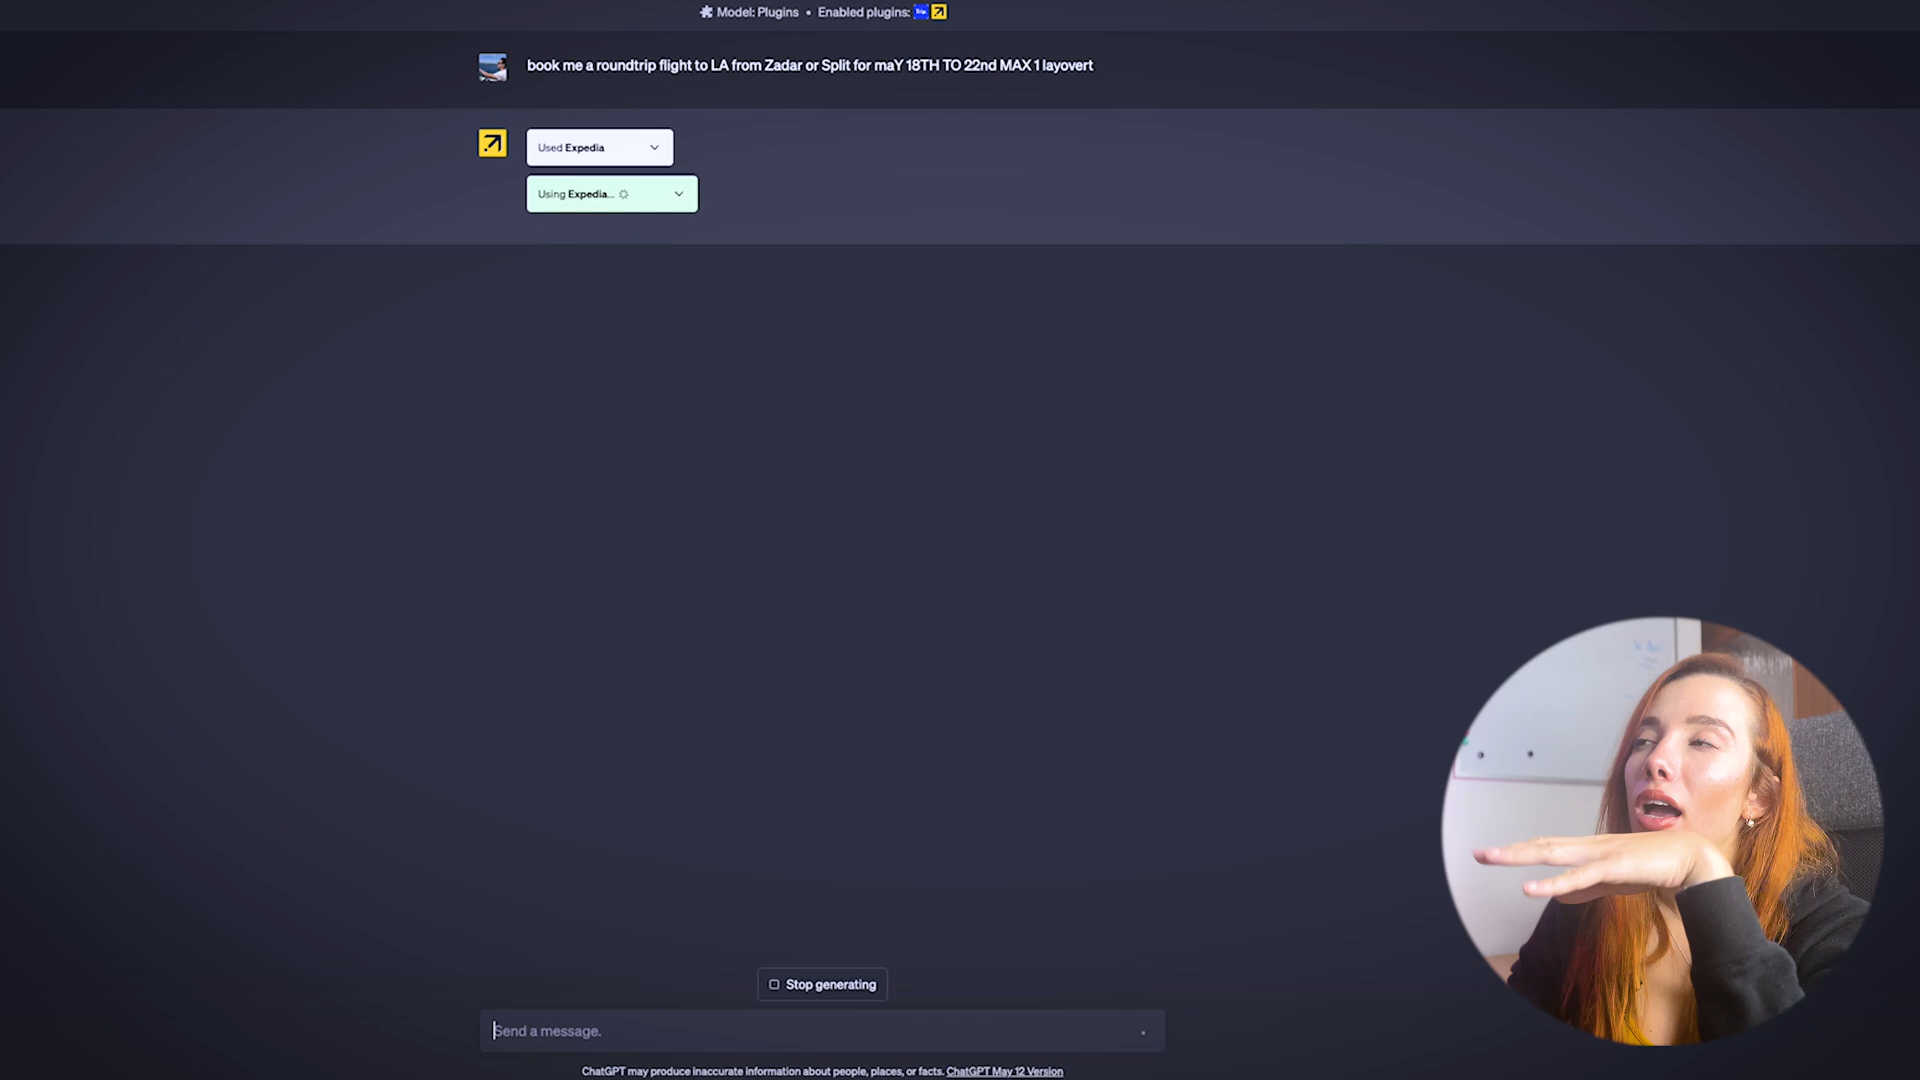 Model: Plugins • Enabled plugins: Trip
book me a roundtrip flight to LA from Zadar or Split for maY 18TH TO 22nd MAX 1 layovert
Used Expedia
Using Expedia...
Stop generating
Send a message.
ChatGPT may produce inaccurate information about people, places, or facts. ChatGPT May 12 Version